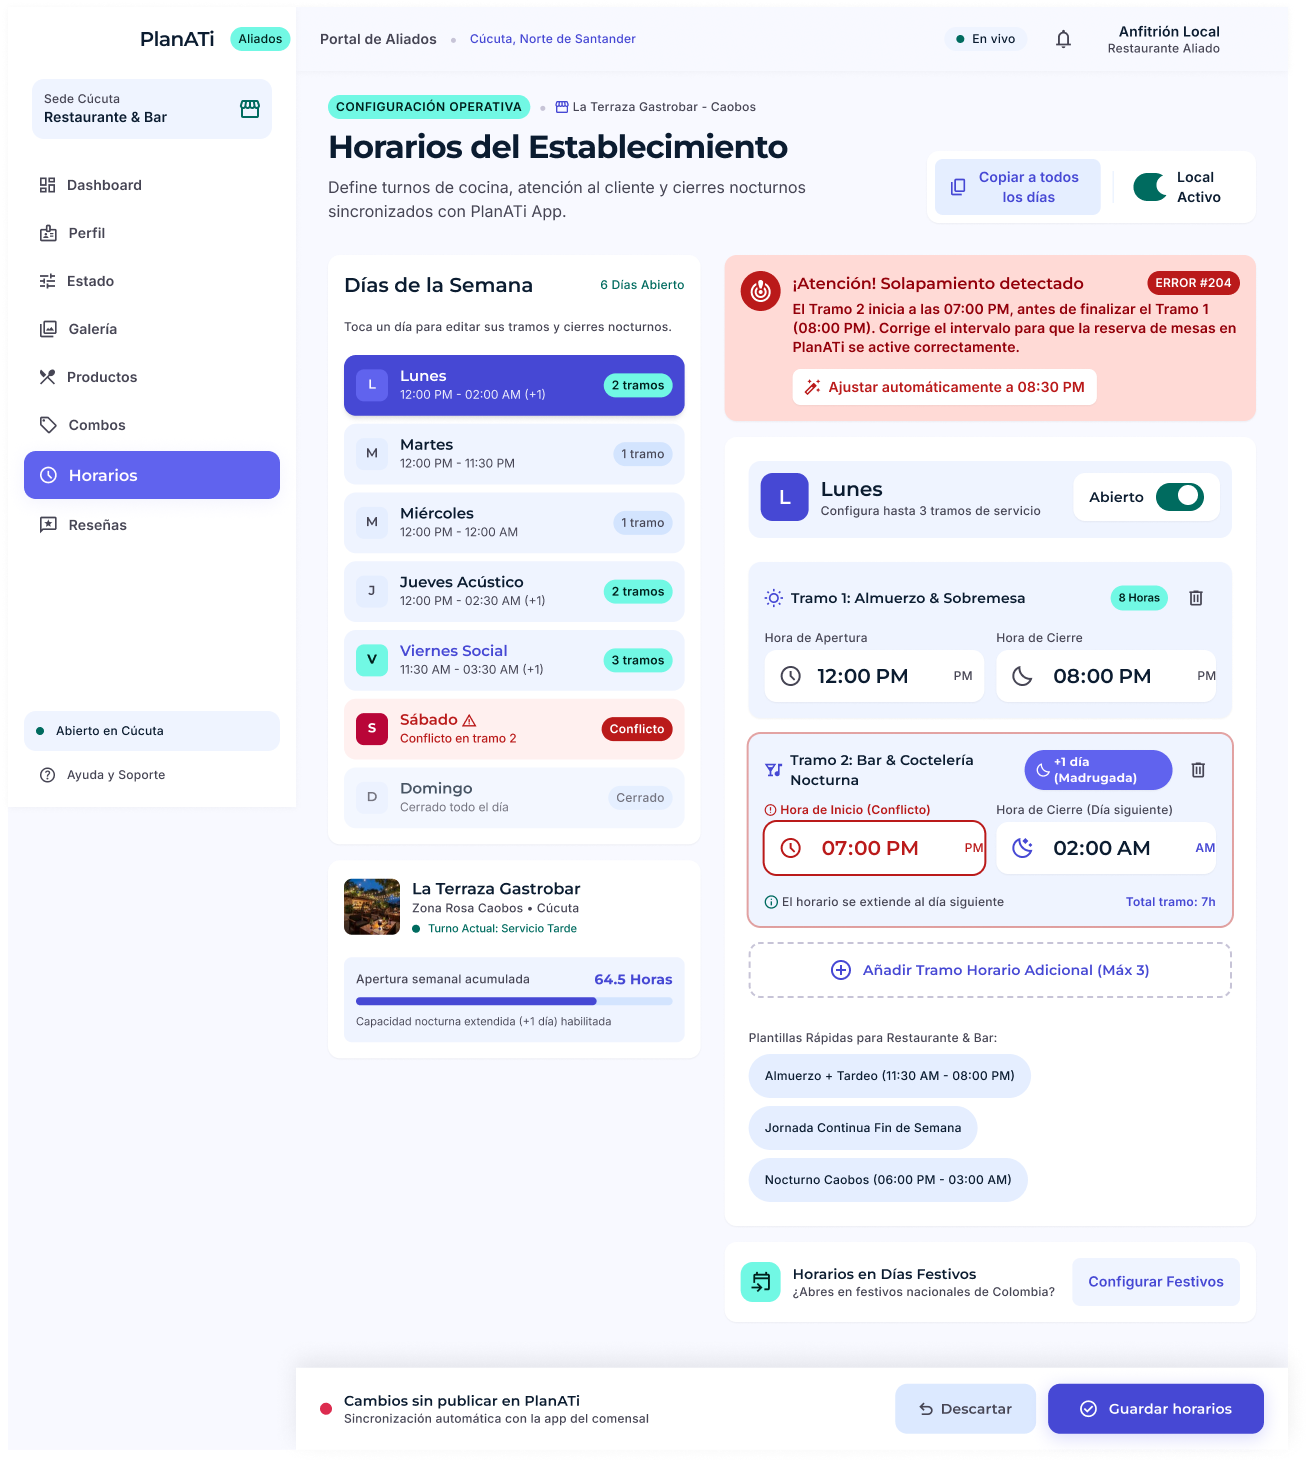 PlanATi
Aliados
Portal de Aliados
Cúcuta, Norte de Santander
En vivo
Anfitrión Local
Restaurante Aliado
Sede Cúcuta
Restaurante & Bar
Dashboard
Perfil
Estado
Galería
Productos
Combos
Horarios
Reseñas
Abierto en Cúcuta
Ayuda y Soporte
CONFIGURACIÓN OPERATIVA
La Terraza Gastrobar - Caobos
Horarios del Establecimiento
Define turnos de cocina, atención al cliente y cierres nocturnos
sincronizados con PlanATi App.
Copiar a todos
los días
Local
Activo
Días de la Semana
6 Días Abierto
Toca un día para editar sus tramos y cierres nocturnos.
L
Lunes
12:00 PM - 02:00 AM (+1)
2 tramos
M
Martes
12:00 PM - 11:30 PM
1 tramo
M
Miércoles
12:00 PM - 12:00 AM
1 tramo
J
Jueves Acústico
12:00 PM - 02:30 AM (+1)
2 tramos
V
Viernes Social
11:30 AM - 03:30 AM (+1)
3 tramos
S
Sábado
Conflicto en tramo 2
Conflicto
D
Domingo
Cerrado todo el día
Cerrado
La Terraza Gastrobar
Zona Rosa Caobos • Cúcuta
Turno Actual: Servicio Tarde
Apertura semanal acumulada
64.5 Horas
Capacidad nocturna extendida (+1 día) habilitada
¡Atención! Solapamiento detectado
ERROR #204
El Tramo 2 inicia a las 07:00 PM, antes de finalizar el Tramo 1
(08:00 PM). Corrige el intervalo para que la reserva de mesas en
PlanATi se active correctamente.
Ajustar automáticamente a 08:30 PM
L
Lunes
Configura hasta 3 tramos de servicio
Abierto
Tramo 1: Almuerzo & Sobremesa
8 Horas
Hora de Apertura
Hora de Cierre
12:00 PM
PM
08:00 PM
PM
Tramo 2: Bar & Coctelería
Nocturna
+1 día
(Madrugada)
Hora de Inicio (Conflicto)
Hora de Cierre (Día siguiente)
07:00 PM
PM
02:00 AM
AM
El horario se extiende al día siguiente
Total tramo: 7h
Añadir Tramo Horario Adicional (Máx 3)
Plantillas Rápidas para Restaurante & Bar:
Almuerzo + Tardeo (11:30 AM - 08:00 PM)
Jornada Continua Fin de Semana
Nocturno Caobos (06:00 PM - 03:00 AM)
Horarios en Días Festivos
¿Abres en festivos nacionales de Colombia?
Configurar Festivos
Cambios sin publicar en PlanATi
Sincronización automática con la app del comensal
Descartar
Guardar horarios